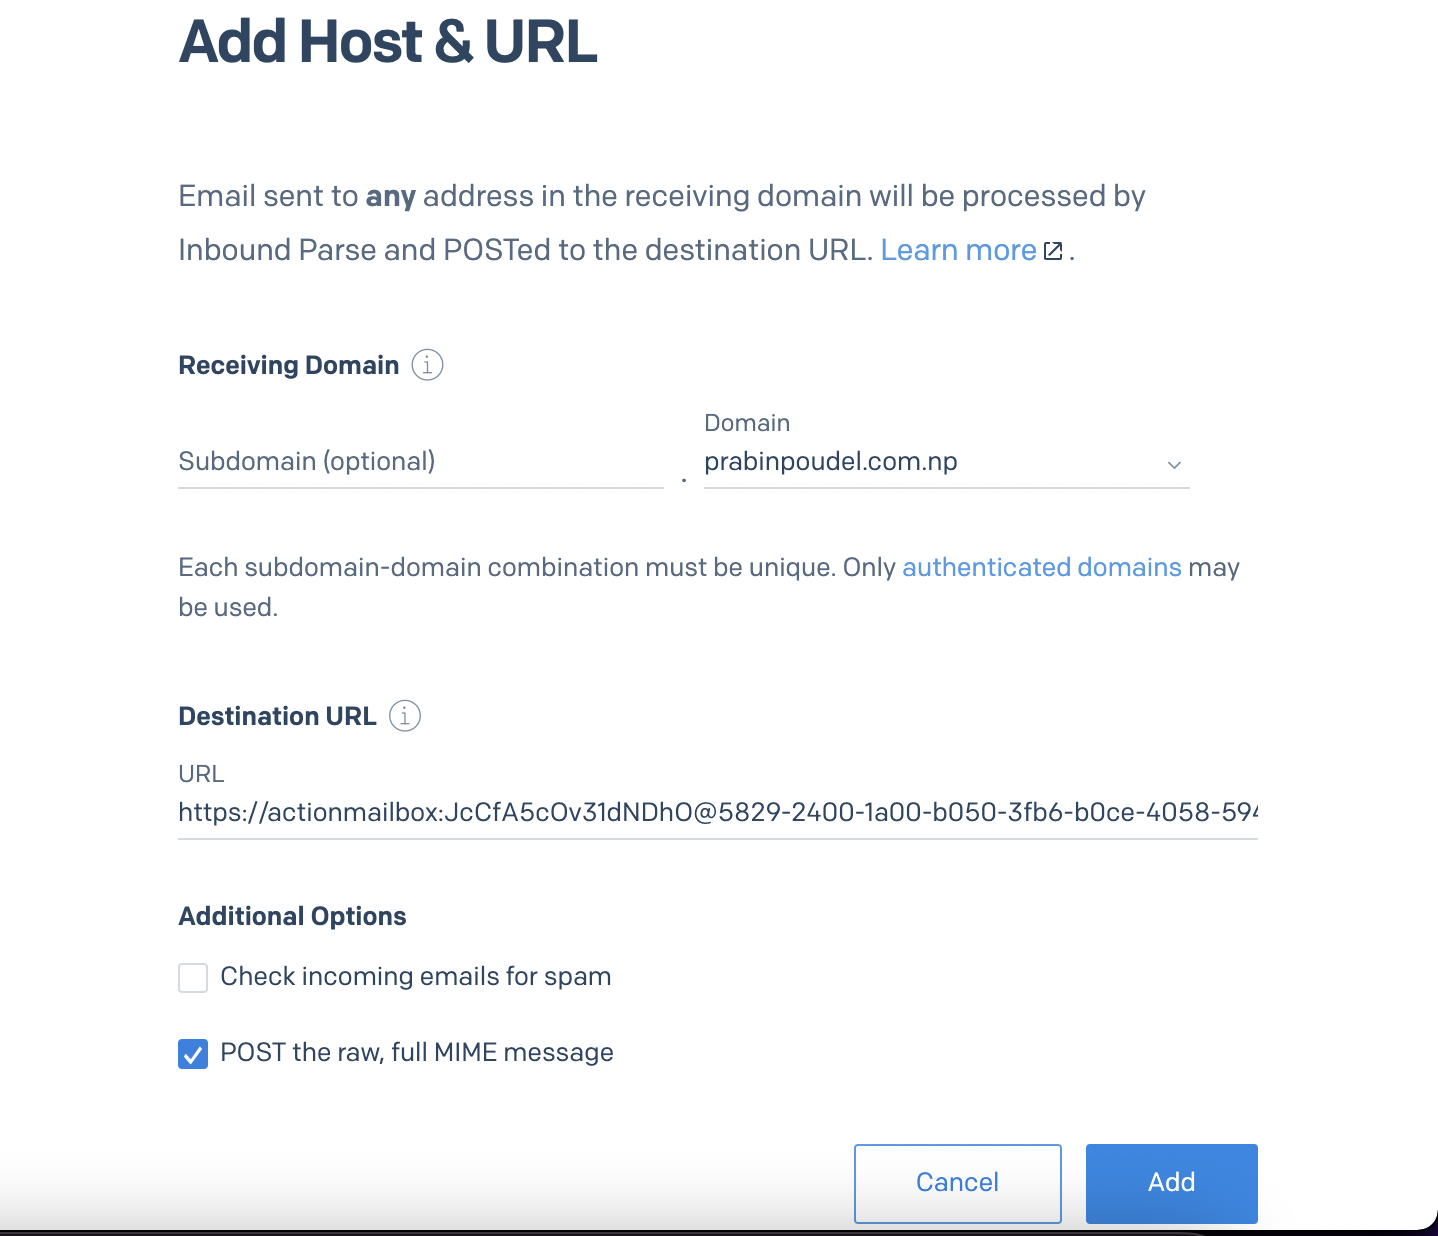 Add Host & URL
Email sent to any address in the receiving domain will be processed by
Inbound Parse and POSTed to the destination URL. Learn more .
Receiving Domain
Domain
Subdomain (optional) . prabinpoudel.com.np
Each subdomain-domain combination must be unique. Only authenticated domains may
be used.
Destination URL
URL
https://actionmailbox:JcCfA5cOv31dNDhO@5829-2400-1a00-b050-3fb6-b0ce-4058-594
Additional Options
Check incoming emails for spam
POST the raw, full MIME message
Cancel Add